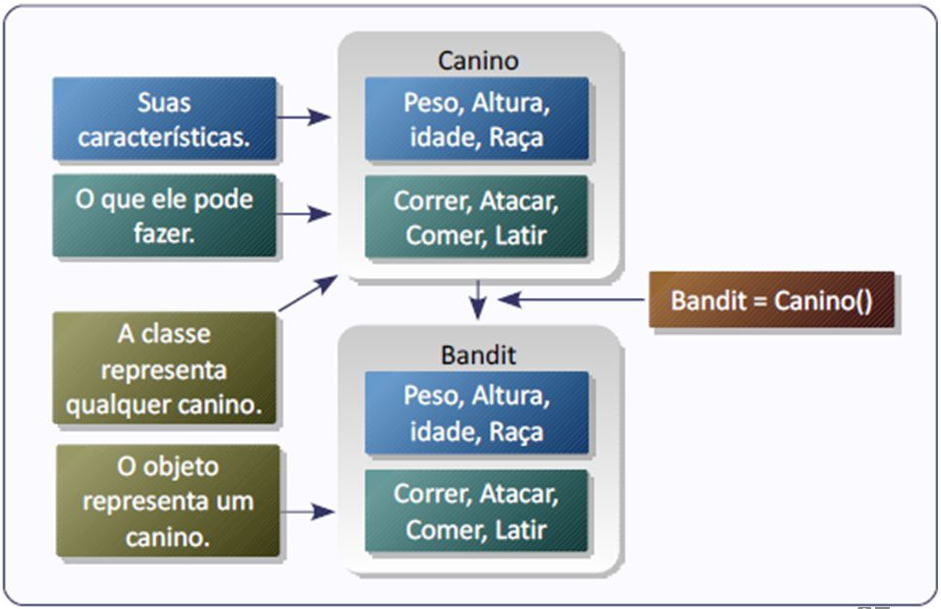 Canino
Suas
características.
Peso, Altura,
idade, Raça
O que ele pode
fazer.
Correr, Atacar,
Comer, Latir
Bandit = Canino()
A classe
representa
qualquer canino.
Bandit
Peso, Altura,
idade, Raça
O objeto
representa um
canino.
Correr, Atacar,
Comer, Latir